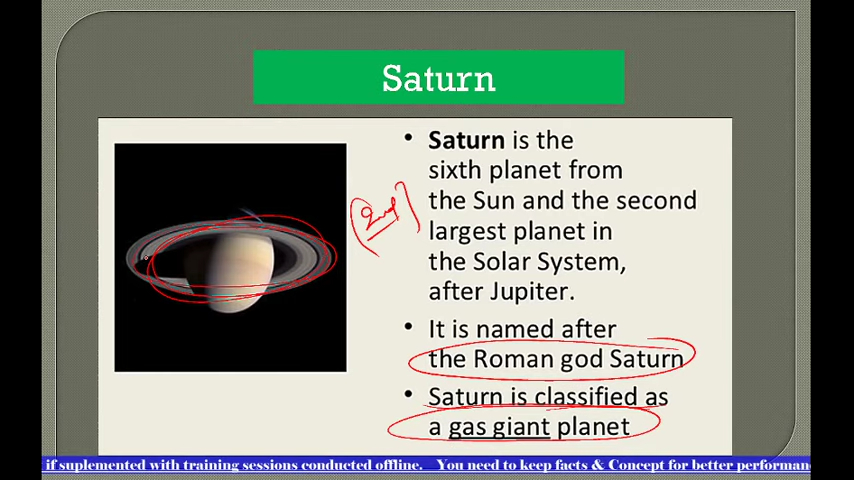 Saturn
• Saturn is the
sixth planet from
the Sun and the second
largest planet in
the Solar System,
after Jupiter.
2nd
• It is named after
the Roman god Saturn
• Saturn is classified as
a gas giant planet
if suplemented with training sessions conducted offline. You need to keep facts & Concept for better performan